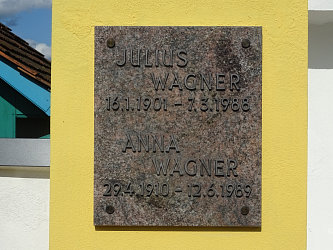 JULIUS
WAGNER
16.1.1901 – 7.3.1988
ANNA
WAGNER
29.4.1910 – 12.6.1989